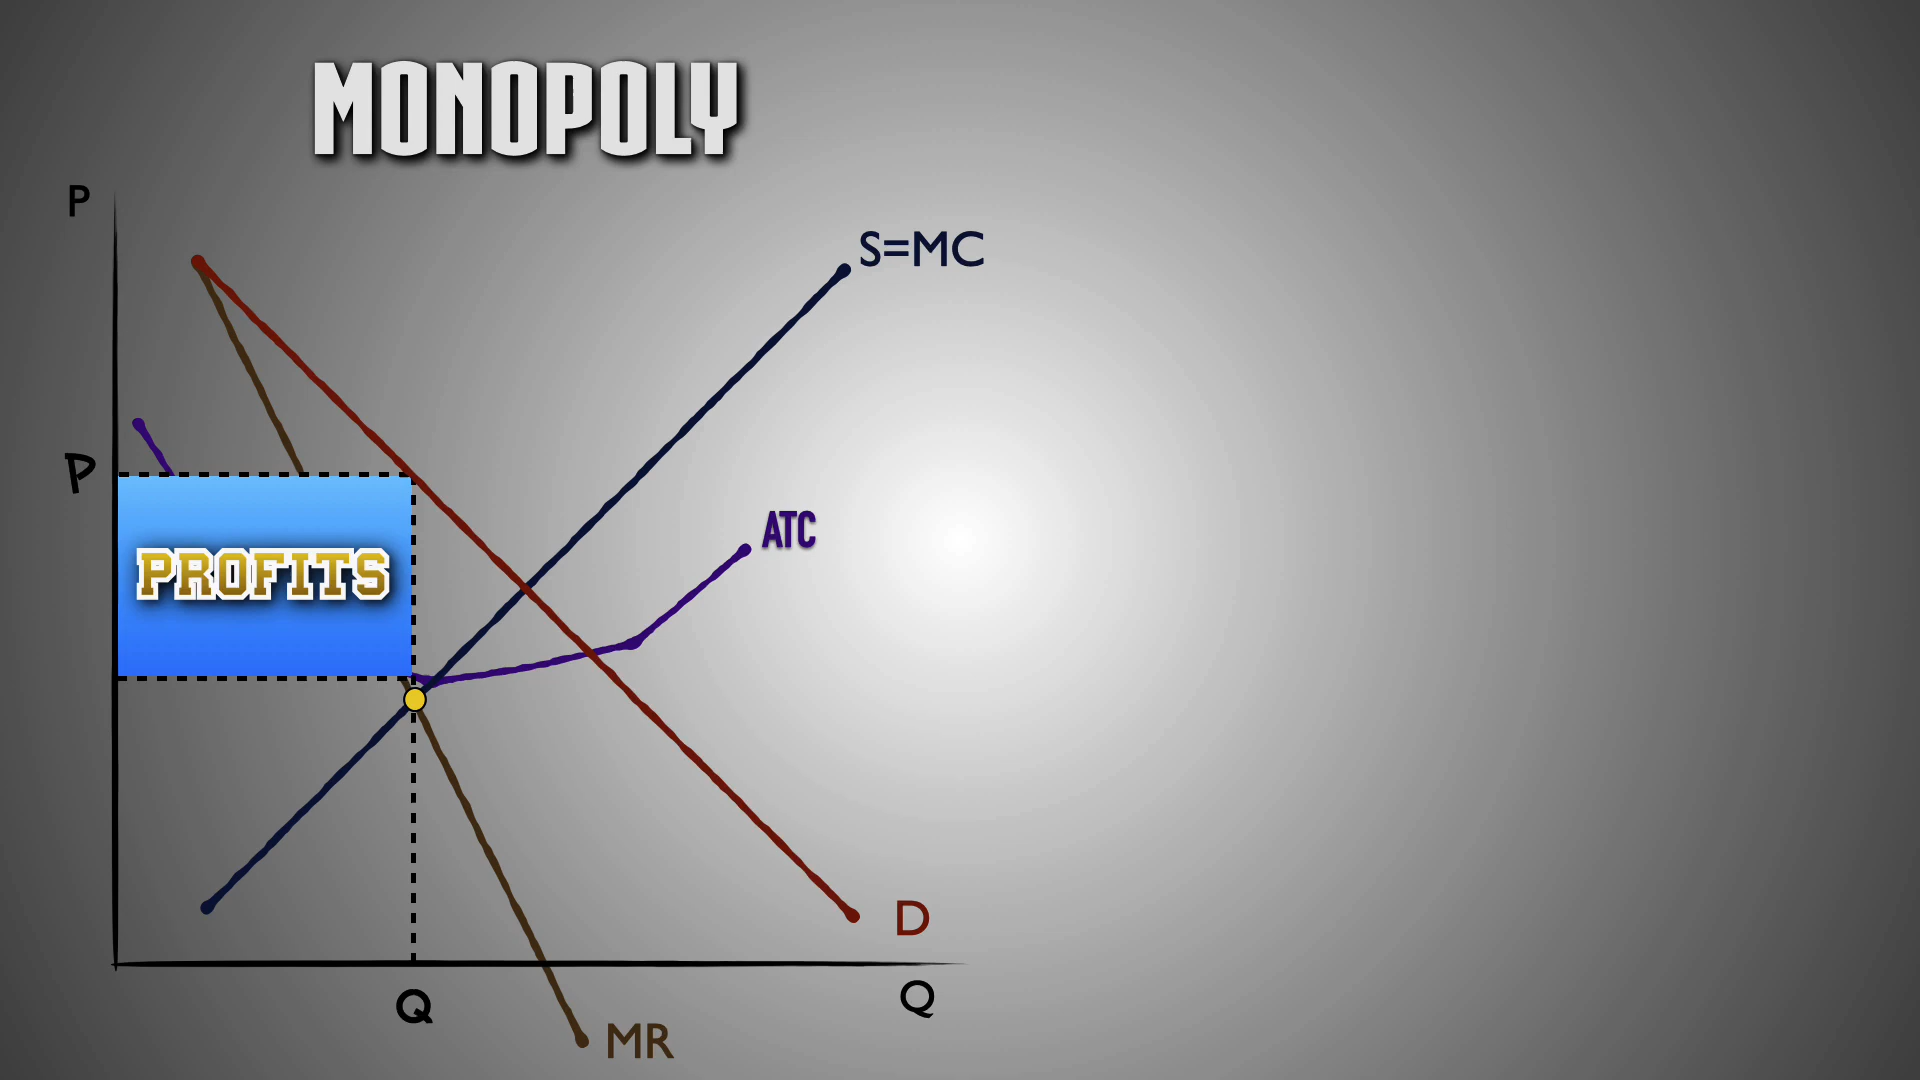 MONOPOLY
P
S=MC
P
ATC
PROFITS
D
Q
Q
MR